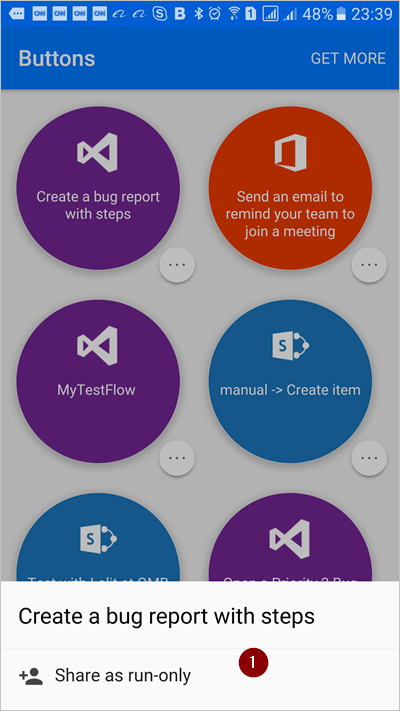 CNN CNN CNN CNN B 1 48% 23:39
Buttons GET MORE
Create a bug report
with steps
Send an email to
remind your team to
join a meeting
MyTestFlow
manual -> Create item
S
S
Create a bug report with steps
Share as run-only
1